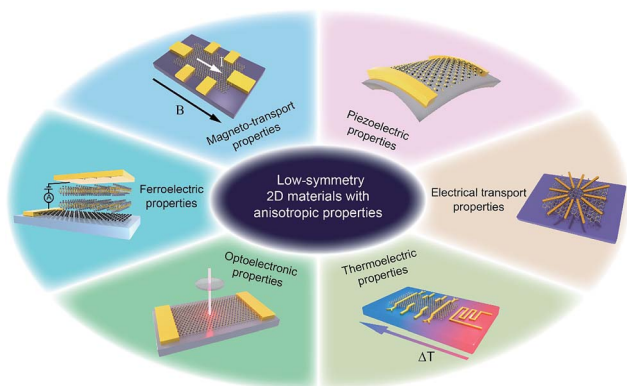 I
B
Magneto-transport
properties
Piezoelectric
properties
A
Ferroelectric
properties
Low-symmetry
2D materials with
anisotropic properties
Electrical transport
properties
Optoelectronic
properties
Thermoelectric
properties
ΔT